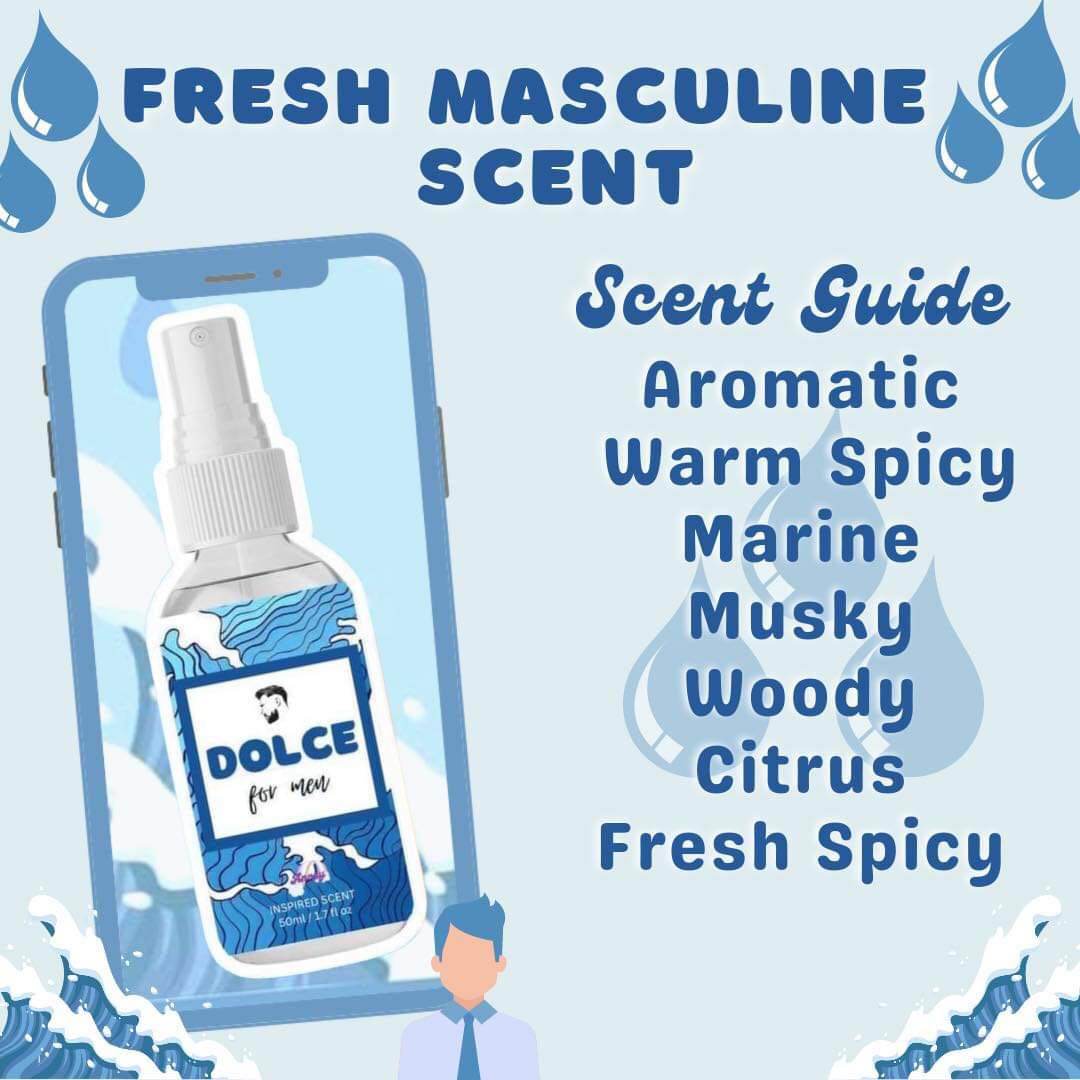 FRESH MASCULINE
SCENT
Scent Guide
Aromatic
Warm Spicy
Marine
Musky
Woody
Citrus
Fresh Spicy
DOLCE
for men
INSPIRED SCENT
50ml / 1.7 fl oz